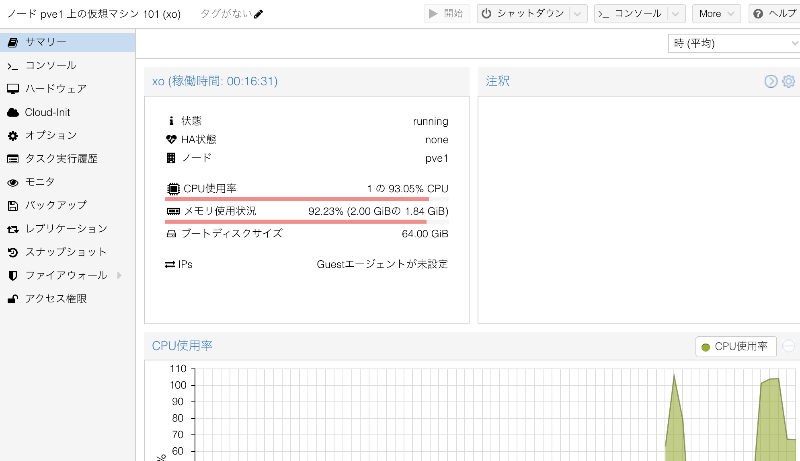 ノード pve1 上の仮想マシン 101 (xo) タグがない 開始 シャットダウン コンソール More ヘルプ
サマリー
コンソール
ハードウェア
Cloud-Init
オプション
タスク実行履歴
モニタ
バックアップ
レプリケーション
スナップショット
ファイアウォール
アクセス権限
時 (平均)
xo (稼働時間: 00:16:31)
状態 running
HA状態 none
ノード pve1
CPU使用率 1 の 93.05% CPU
メモリ使用状況 92.23% (2.00 GiBの 1.84 GiB)
ブートディスクサイズ 64.00 GiB
IPs Guestエージェントが未設定
注釈
CPU使用率 CPU使用率
110
100
90
80
70
60
%